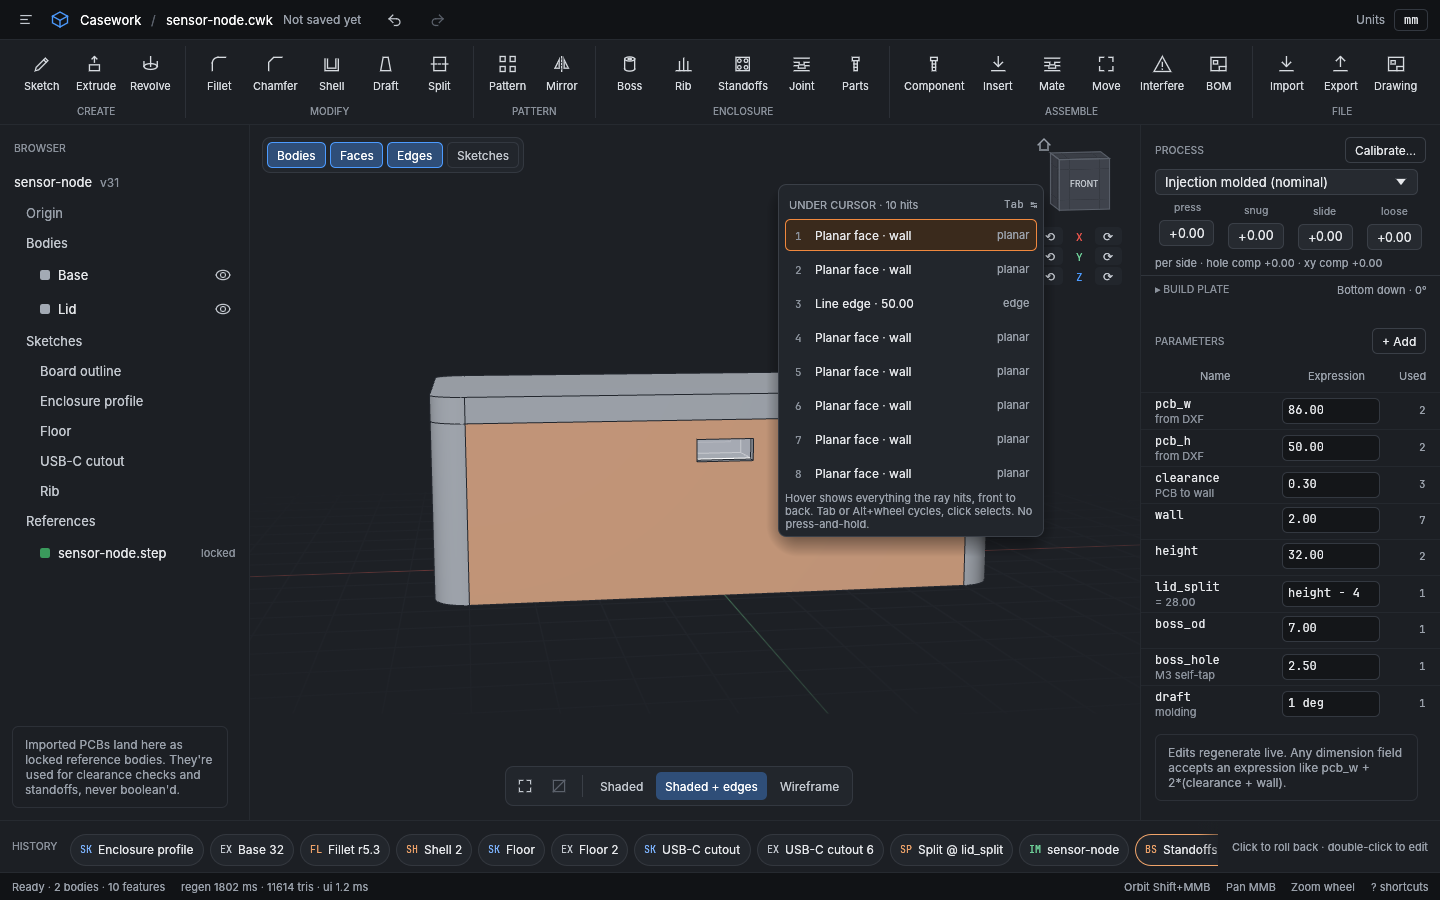 Casework / sensor-node.cwk Not saved yet
Units mm
Sketch Extrude Revolve Fillet Chamfer Shell Draft Split Pattern Mirror Boss Rib Standoffs Joint Parts Component Insert Mate Move Interfere BOM Import Export Drawing
CREATE MODIFY PATTERN ENCLOSURE ASSEMBLE FILE
BROWSER
sensor-node v31
Origin
Bodies
Base
Lid
Sketches
Board outline
Enclosure profile
Floor
USB-C cutout
Rib
References
sensor-node.step locked
Imported PCBs land here as
locked reference bodies. They're
used for clearance checks and
standoffs, never boolean'd.
Bodies Faces Edges Sketches
FRONT
X
Y
Z
UNDER CURSOR · 10 hits Tab
1 Planar face · wall planar
2 Planar face · wall planar
3 Line edge · 50.00 edge
4 Planar face · wall planar
5 Planar face · wall planar
6 Planar face · wall planar
7 Planar face · wall planar
8 Planar face · wall planar
Hover shows everything the ray hits, front to
back. Tab or Alt+wheel cycles, click selects. No
press-and-hold.
Shaded Shaded + edges Wireframe
PROCESS Calibrate...
Injection molded (nominal)
press snug slide loose
+0.00 +0.00 +0.00 +0.00
per side · hole comp +0.00 · xy comp +0.00
▸ BUILD PLATE Bottom down · 0°
PARAMETERS + Add
Name Expression Used
pcb_w 86.00 2
from DXF
pcb_h 50.00 2
from DXF
clearance 0.30 3
PCB to wall
wall 2.00 7
height 32.00 2
lid_split height - 4 1
= 28.00
boss_od 7.00 1
boss_hole 2.50 1
M3 self-tap
draft 1 deg 1
molding
Edits regenerate live. Any dimension field
accepts an expression like pcb_w +
2*(clearance + wall).
HISTORY SK Enclosure profile EX Base 32 FL Fillet r5.3 SH Shell 2 SK Floor EX Floor 2 SK USB-C cutout EX USB-C cutout 6 SP Split @ lid_split IM sensor-node BS Standoffs Click to roll back · double-click to edit
Ready · 2 bodies · 10 features regen 1802 ms · 11614 tris · ui 1.2 ms Orbit Shift+MMB Pan MMB Zoom wheel ? shortcuts